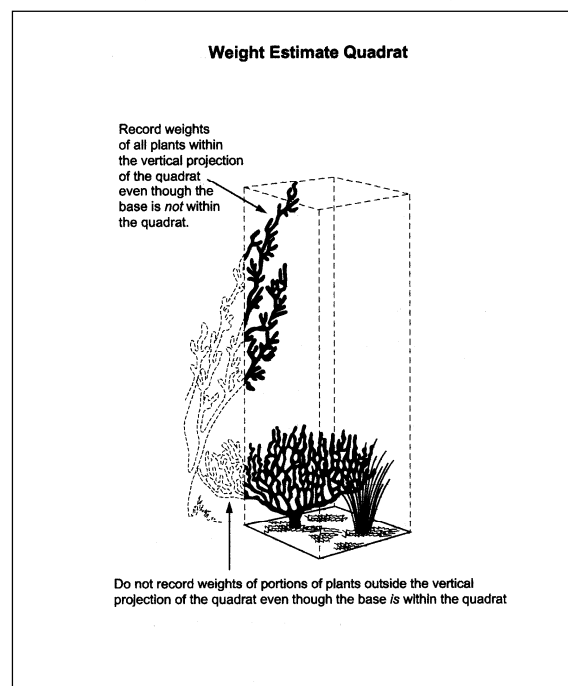 Weight Estimate Quadrat
Record weights
of all plants within
the vertical projection
of the quadrat
even though the
base is not within
the quadrat.
Do not record weights of portions of plants outside the vertical
projection of the quadrat even though the base is within the quadrat